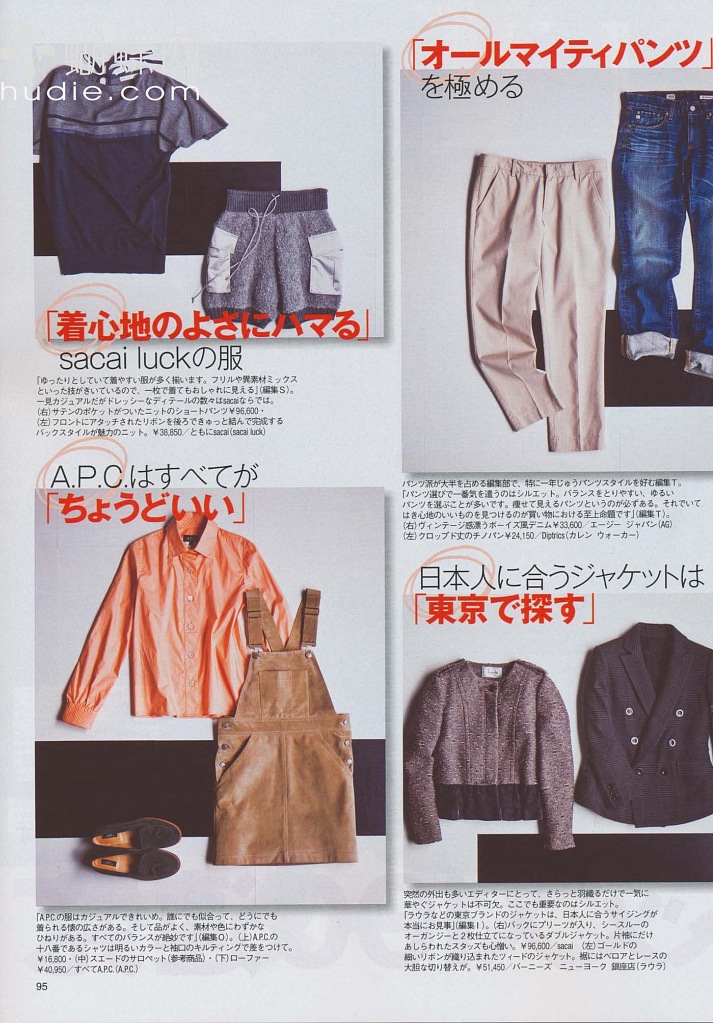 蝴蝶
hudie.com
「着心地のよさにハマる」
sacai luckの服
「ゆったりとしていて着やすい服が多く揃います。フリルや異素材ミックス
といった技がきいているので、一枚で着てもおしゃれに見える」(編集S)。
一見カジュアルだがドレッシーなディテールの数々はsacaiならでは。
(右)サテンのポケットがついたニットのショートパンツ¥96,600・
(左)フロントにアタッチされたリボンを後ろできゅっと結んで完成する
バックスタイルが魅力のニット。¥38,850／ともにsacai(sacai luck)
A.P.C.はすべてが
「ちょうどいい」
「A.P.C.の服はカジュアルできれいめ。誰にでも似合って、どうにでも
着られる懐の広さがある。そして品がよく、素材や色にわずかな
ひねりがある。すべてのバランスが絶妙です」(編集O)。(上)A.P.C.の
十八番であるシャツは明るいカラーと袖口のキルティングで差をつけて。
¥16,800・(中)スエードのサロペット(参考商品)・(下)ローファー
¥40,950／すべてA.P.C.(A.P.C.)
95
「オールマイティパンツ」
を極める
パンツ派が大半を占める編集部で、特に一年じゅうパンツスタイルを好む編集T。
「パンツ選びで一番気を遣うのはシルエット。バランスをとりやすい、ゆるい
パンツを選ぶことが多いです。痩せて見えるパンツというのが必ずある。それでいて
はき心地のいいものを見つけるのが買い物における至上命題です」(編集T)。
(右)ヴィンテージ感漂うボーイズ風デニム¥33,600／エージー ジャパン(AG)
(左)クロップド丈のチノパン¥24,150／Diptrics(カレン ウォーカー)
日本人に合うジャケットは
「東京で探す」
突然の外出も多いエディターにとって、さらっと羽織るだけで一気に
華やぐジャケットは不可欠。ここでも重要なのはシルエット。
「ラウラなどの東京ブランドのジャケットは、日本人に合うサイジングが
本当にお見事」(編集I)。(右)バックにプリーツが入り、シースルーの
オーガンジーと2枚仕立てになっているダブルジャケット。片袖にだけ
あしらわれたスタッズも心憎い。¥96,600／sacai (左)ゴールドの
細いリボンが織り込まれたツィードのジャケット。裾にはベロアとレースの
大胆な切り替えが。¥51,450／バーニーズ ニューヨーク 銀座店(ラウラ)